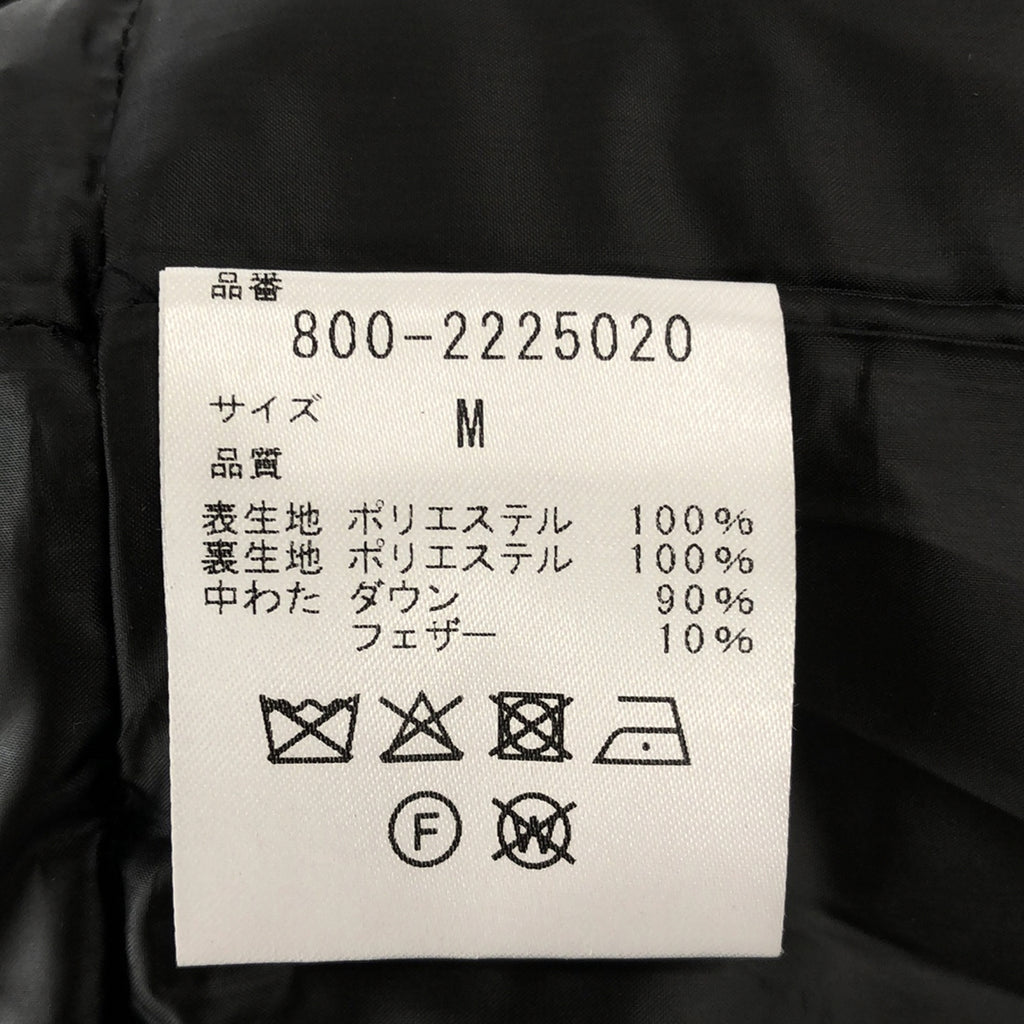 品番
800-2225020
サイズ M
品質
表生地 ポリエステル 100%
裏生地 ポリエステル 100%
中わた ダウン 90%
フェザー 10%
F W